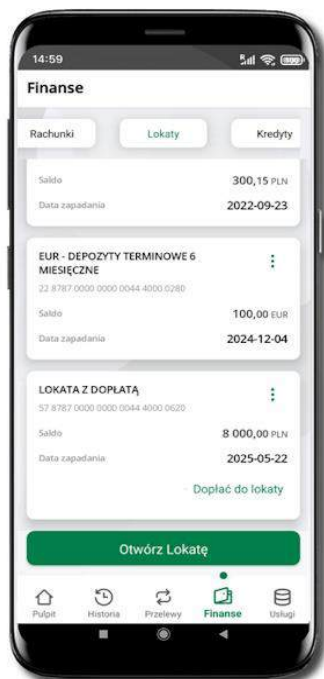 14:59
Finanse
Rachunki Lokaty Kredyty
Saldo 300,15 PLN
Data zapadania 2022-09-23
EUR - DEPOZYTY TERMINOWE 6
MIESIĘCZNE
22 8787 0000 0000 0044 4000 0280
Saldo 100,00 EUR
Data zapadania 2024-12-04
LOKATA Z DOPŁATĄ
57 8787 0000 0000 0044 4000 0620
Saldo 8 000,00 PLN
Data zapadania 2025-05-22
Dopłać do lokaty
Otwórz Lokatę
Pulpit Historia Przelewy Finanse Usługi